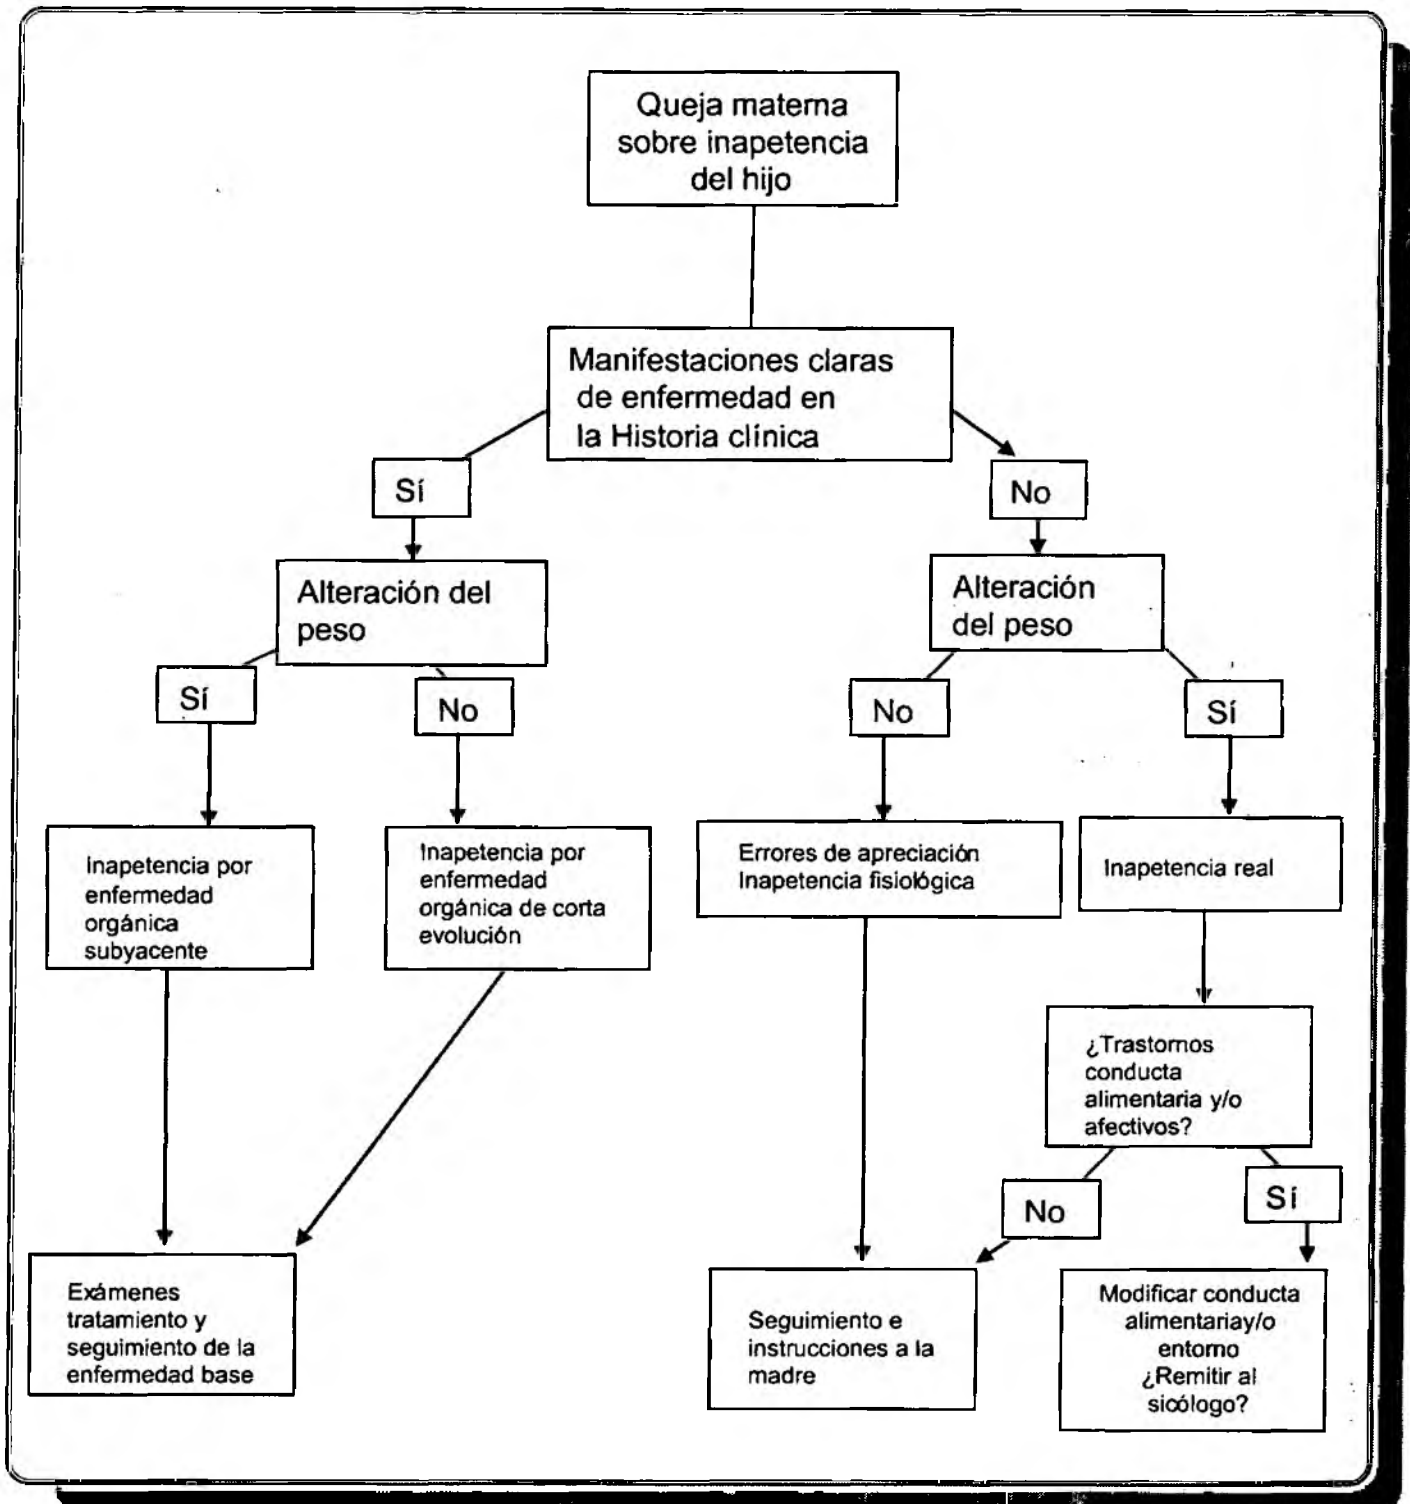 Queja materna
sobre inapetencia
del hijo
Manifestaciones claras
de enfermedad en
la Historia clínica
Sí
No
Alteración del
peso
Alteración
del peso
Sí
No
No
Sí
Inapetencia por
enfermedad
orgánica
subyacente
Inapetencia por
enfermedad
orgánica de corta
evolución
Errores de apreciación
Inapetencia fisiológica
Inapetencia real
¿Trastornos
conducta
alimentaria y/o
afectivos?
No
Sí
Exámenes
tratamiento y
seguimiento de la
enfermedad base
Seguimiento e
instrucciones a la
madre
Modificar conducta
alimentariay/o
entorno
¿Remitir al
sicólogo?